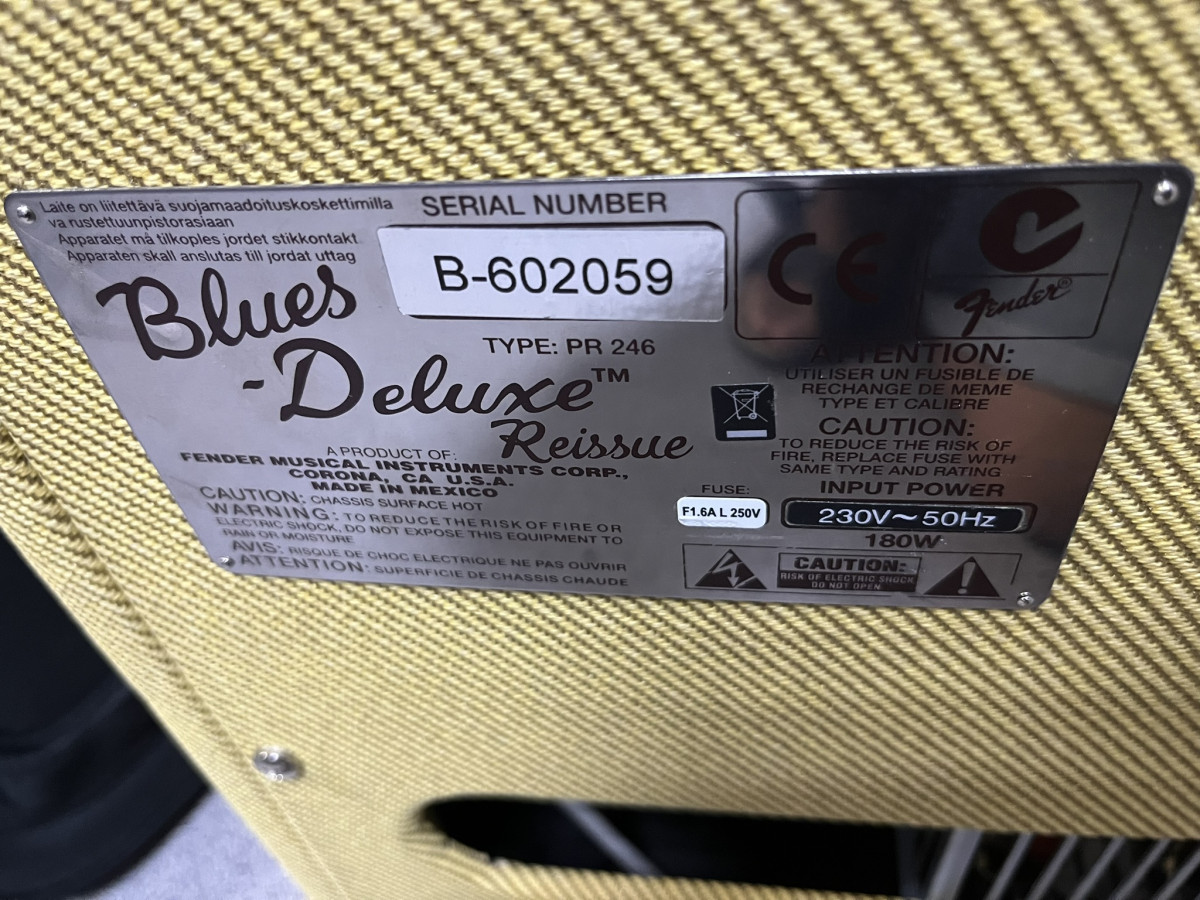 Laite on liitettävä suojamaadoituskoskettimilla
va rustettuunpistorasiaan
Apparatet må tilkoples jordet stikkontakt
Apparaten skall anslutas till jordat uttag
SERIAL NUMBER
B-602059
CE
Fender®
Blues
-Deluxe™
Reissue
TYPE: PR 246
A PRODUCT OF:
FENDER MUSICAL INSTRUMENTS CORP.,
CORONA, CA U.S.A.
MADE IN MEXICO
CAUTION: CHASSIS SURFACE HOT
WARNING: TO REDUCE THE RISK OF FIRE OR
ELECTRIC SHOCK, DO NOT EXPOSE THIS EQUIPMENT TO
RAIN OR MOISTURE
AVIS: RISQUE DE CHOC ELECTRIQUE NE PAS OUVRIR
ATTENTION: SUPERFICIE DE CHASSIS CHAUDE
ATTENTION:
UTILISER UN FUSIBLE DE
RECHANGE DE MEME
TYPE ET CALIBRE
CAUTION:
TO REDUCE THE RISK OF
FIRE, REPLACE FUSE WITH
SAME TYPE AND RATING
FUSE:
F1.6A L 250V
INPUT POWER
230V~50Hz
180W
CAUTION:
RISK OF ELECTRIC SHOCK
DO NOT OPEN